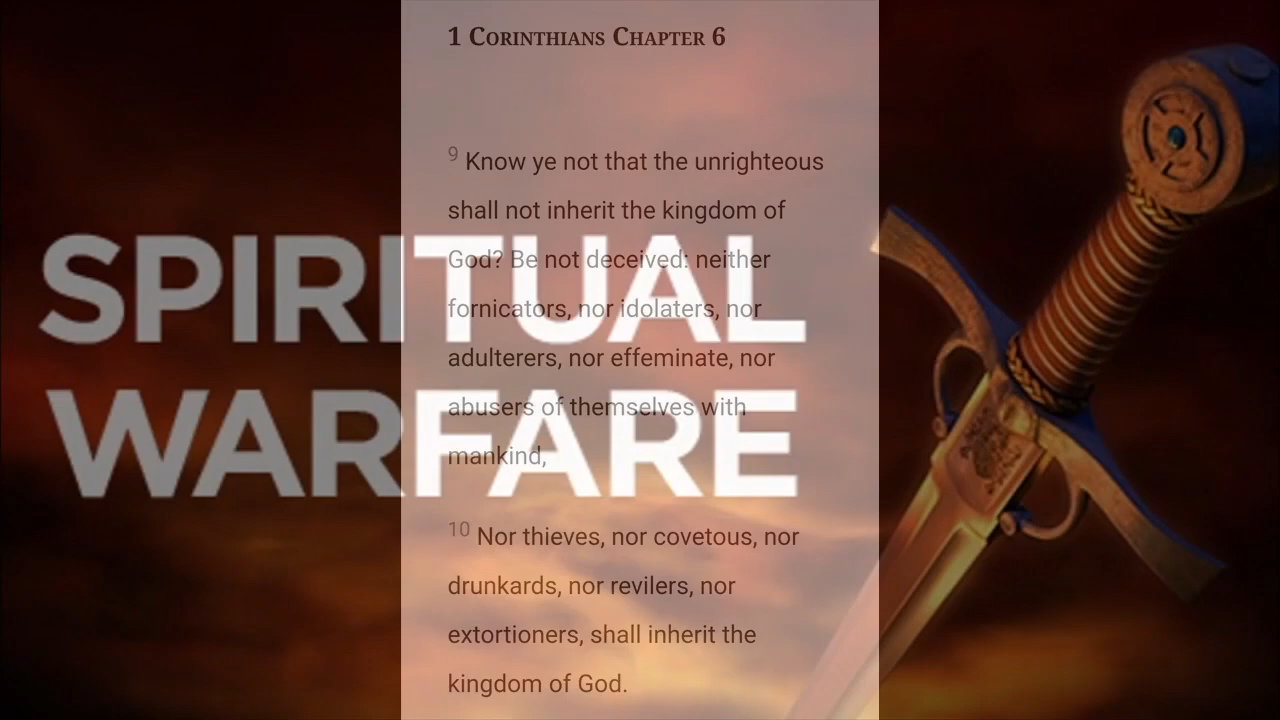 1 Corinthians Chapter 6
9 Know ye not that the unrighteous
shall not inherit the kingdom of
God? Be not deceived: neither
fornicators, nor idolaters, nor
adulterers, nor effeminate, nor
abusers of themselves with
mankind,
10 Nor thieves, nor covetous, nor
drunkards, nor revilers, nor
extortioners, shall inherit the
kingdom of God.
SPIRITUAL
WARFARE